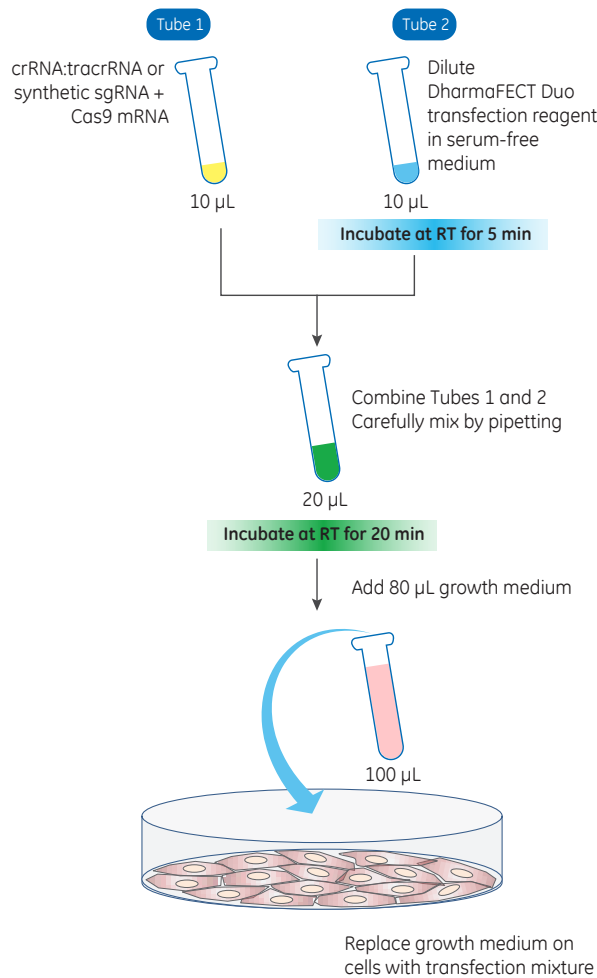 Tube 1
Tube 2
crRNA:tracrRNA or
synthetic sgRNA +
Cas9 mRNA
Dilute
DharmaFECT Duo
transfection reagent
in serum-free
medium
10 µL
10 µL
Incubate at RT for 5 min
Combine Tubes 1 and 2
Carefully mix by pipetting
20 µL
Incubate at RT for 20 min
Add 80 µL growth medium
100 µL
Replace growth medium on
cells with transfection mixture